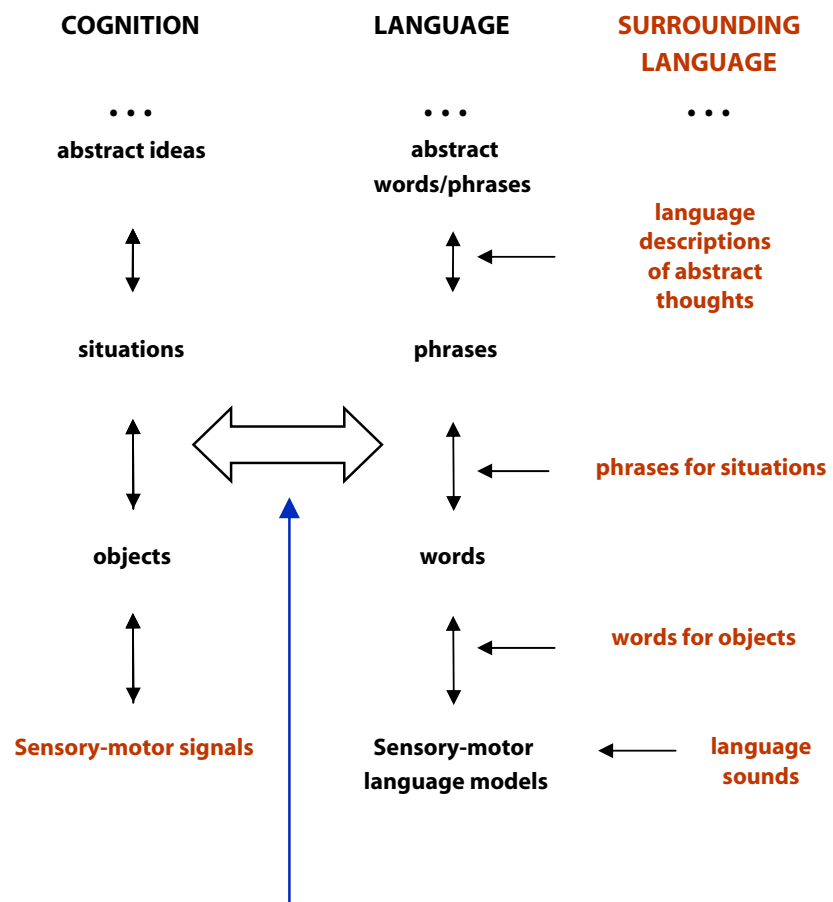 COGNITION
LANGUAGE
SURROUNDING
LANGUAGE
• • •
• • •
• • •
abstract ideas
abstract
words/phrases
language
descriptions
of abstract
thoughts
situations
phrases
phrases for situations
objects
words
words for objects
Sensory-motor signals
Sensory-motor
language models
language
sounds